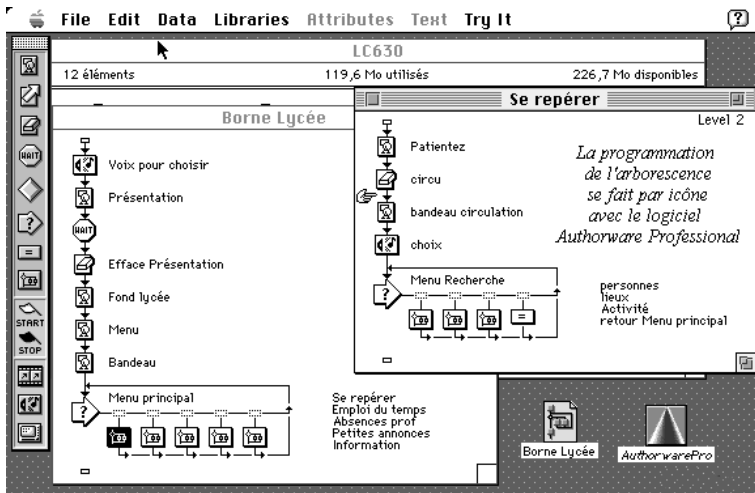 File Edit Data Libraries Attributes Text Try It
LC630
12 éléments 119,6 Mo utilisés 226,7 Mo disponibles
Borne Lycée
Voix pour choisir
Présentation
WAIT
Efface Présentation
Fond lycée
Menu
Bandeau
Menu principal
?
Se repérer
Emploi du temps
Absences prof
Petites annonces
Information
Se repérer
Level 2
Patientez
circu
bandeau circulation
choix
Menu Recherche
?
=
personnes
lieux
Activité
retour Menu principal
La programmation
de l'arborescence
se fait par icône
avec le logiciel
Authorware Professional
WAIT
?
=
START
STOP
Borne Lycée
AuthorwarePro